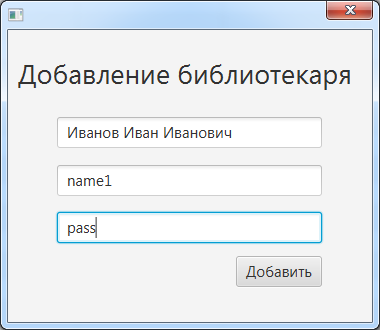 Добавление библиотекаря
Иванов Иван Иванович
name1
pass
Добавить